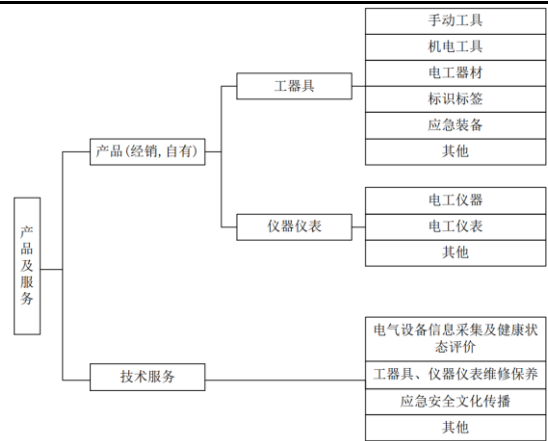 产品及服务
产品(经销,自有)
工器具
手动工具
机电工具
电工器材
标识标签
应急装备
其他
仪器仪表
电工仪器
电工仪表
其他
技术服务
电气设备信息采集及健康状
态评价
工器具、仪器仪表维修保养
应急安全文化传播
其他